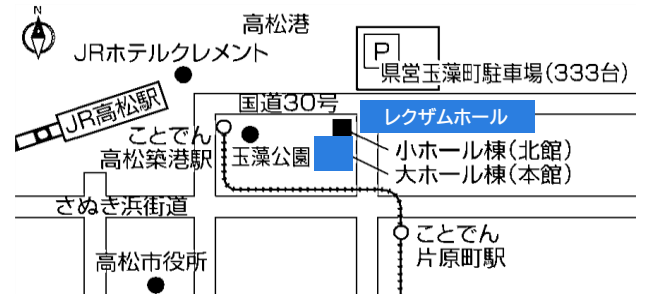 N
高松港
JRホテルクレメント
P
県営玉藻町駐車場(333台)
JR高松駅
国道30号
レクザムホール
ことでん
高松築港駅
玉藻公園
小ホール棟(北館)
大ホール棟(本館)
さぬき浜街道
ことでん
片原町駅
高松市役所